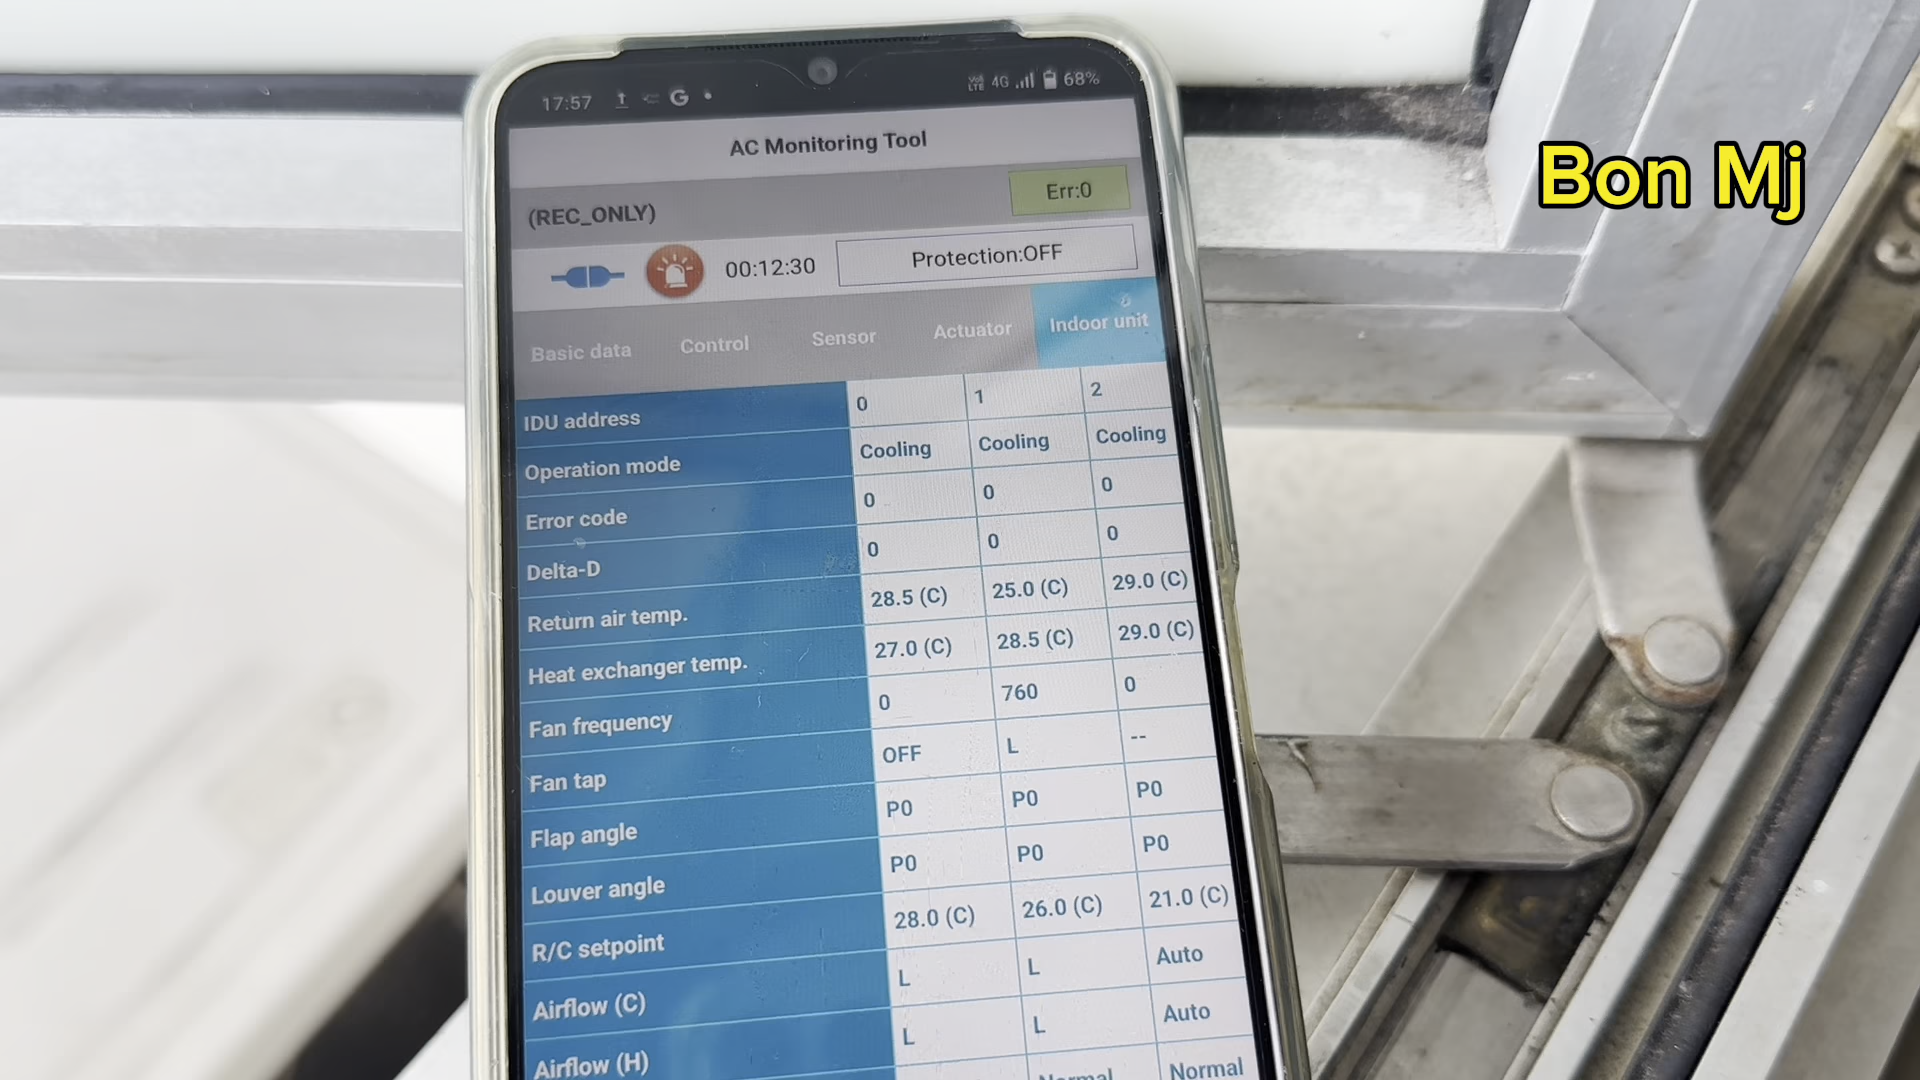 17:57 G VoLTE 4G 68%
AC Monitoring Tool
(REC_ONLY) Err:0
00:12:30 Protection:OFF
Basic data Control Sensor Actuator Indoor unit
IDU address 0 1 2
Operation mode Cooling Cooling Cooling
Error code 0 0 0
Delta-D 0 0 0
Return air temp. 28.5 (C) 25.0 (C) 29.0 (C)
Heat exchanger temp. 27.0 (C) 28.5 (C) 29.0 (C)
Fan frequency 0 760 0
Fan tap OFF L --
Flap angle P0 P0 P0
Louver angle P0 P0 P0
R/C setpoint 28.0 (C) 26.0 (C) 21.0 (C)
Airflow (C) L L Auto
Airflow (H) L L Auto
Normal Normal
Bon Mj